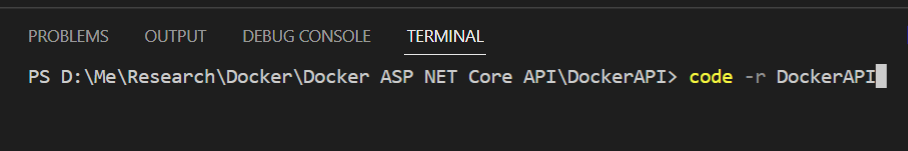 PROBLEMS OUTPUT DEBUG CONSOLE TERMINAL
PS D:\Me\Research\Docker\Docker ASP NET Core API\DockerAPI> code -r DockerAPI